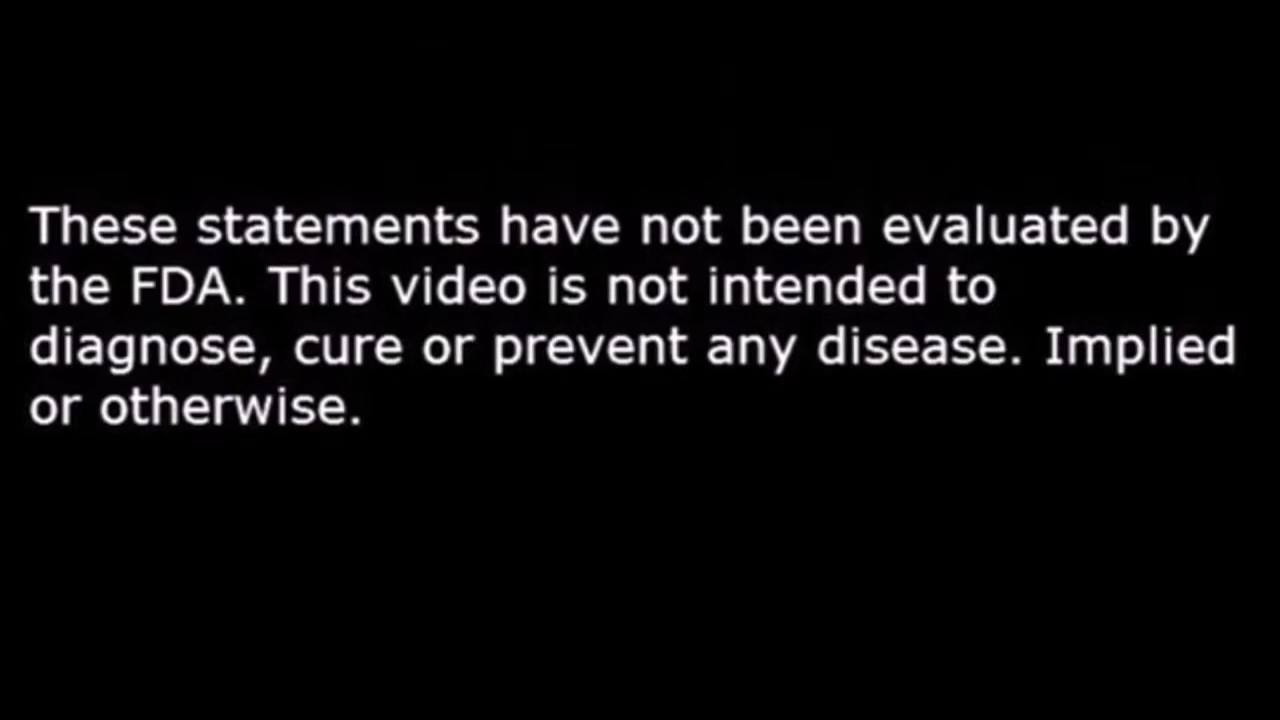 These statements have not been evaluated by
the FDA. This video is not intended to
diagnose, cure or prevent any disease. Implied
or otherwise.